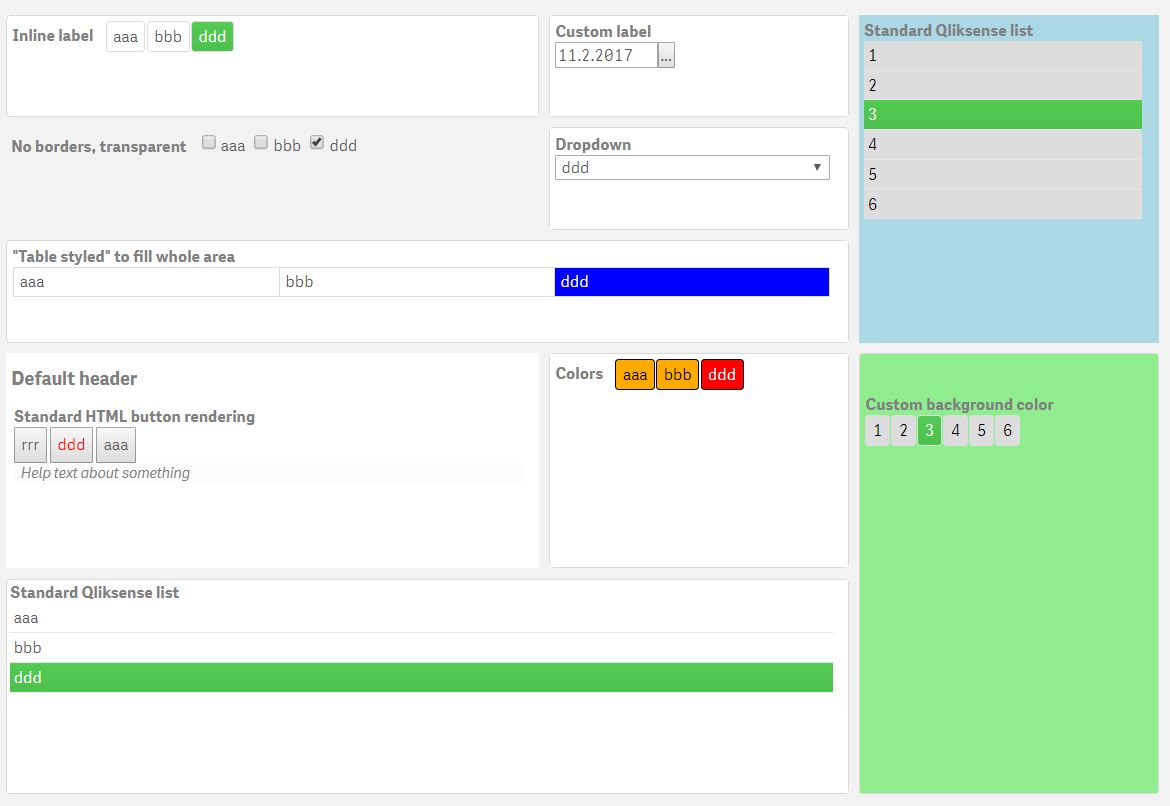 Inline label aaa bbb ddd
Custom label
11.2.2017 ...
Standard Qliksense list
1
2
3
4
5
6
No borders, transparent aaa bbb ddd
Dropdown
ddd
"Table styled" to fill whole area
aaa bbb ddd
Default header
Standard HTML button rendering
rrr ddd aaa
Help text about something
Colors aaa bbb ddd
Custom background color
1 2 3 4 5 6
Standard Qliksense list
aaa
bbb
ddd